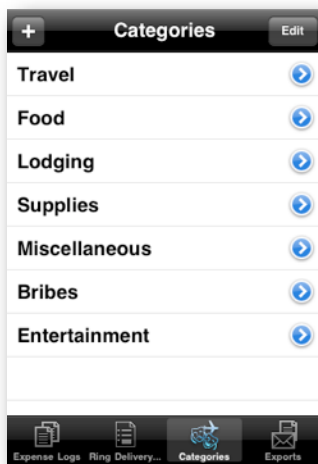 + Categories Edit
Travel
Food
Lodging
Supplies
Miscellaneous
Bribes
Entertainment
Expense Logs Ring Delivery... Categories Exports